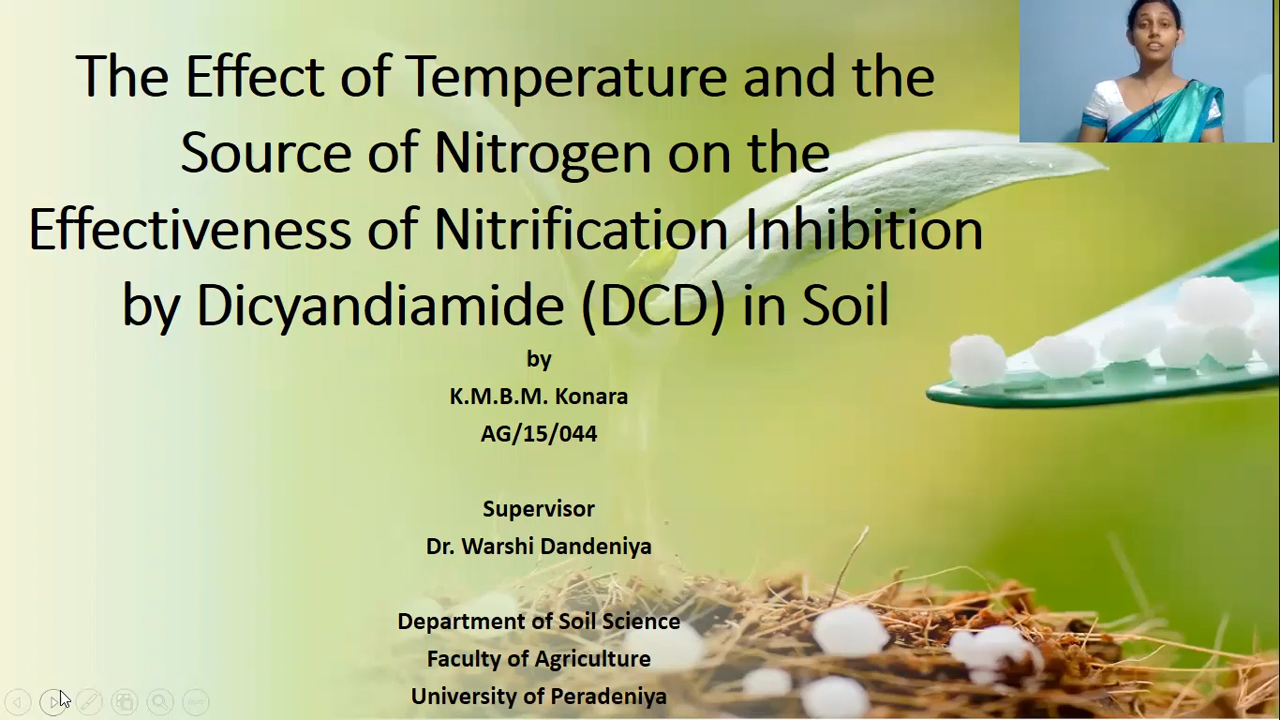 The Effect of Temperature and the
Source of Nitrogen on the
Effectiveness of Nitrification Inhibition
by Dicyandiamide (DCD) in Soil
by
K.M.B.M. Konara
AG/15/044
Supervisor
Dr. Warshi Dandeniya
Department of Soil Science
Faculty of Agriculture
University of Peradeniya